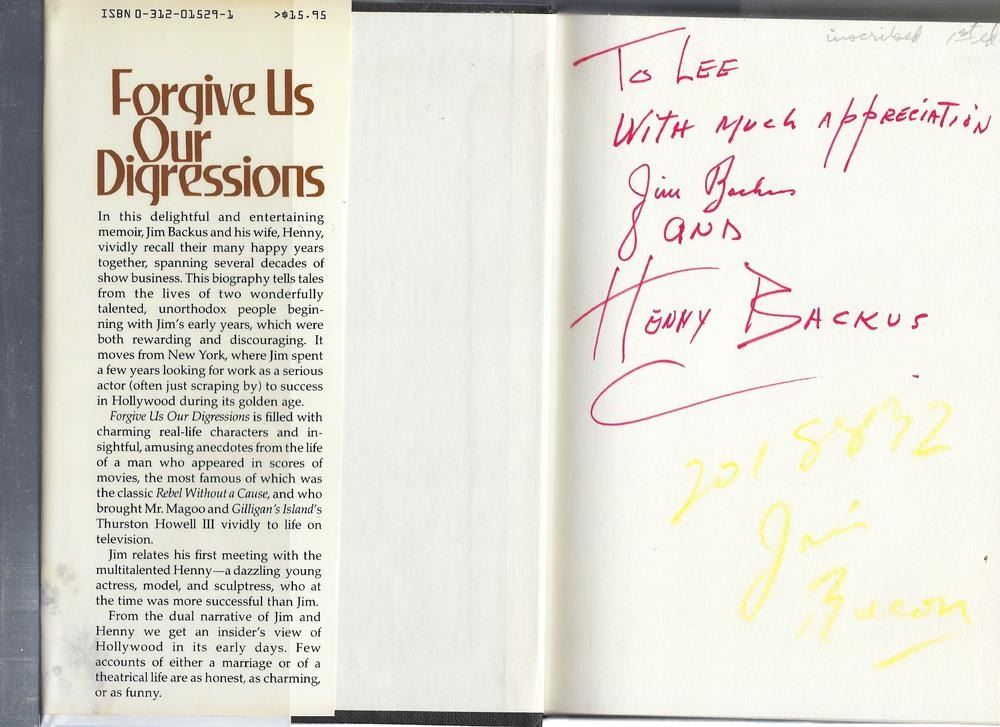 ISBN 0-312-01529-1 >$15.95
Forgive Us
Our
Digressions
In this delightful and entertaining
memoir, Jim Backus and his wife, Henny,
vividly recall their many happy years
together, spanning several decades of
show business. This biography tells tales
from the lives of two wonderfully
talented, unorthodox people begin-
ning with Jim's early years, which were
both rewarding and discouraging. It
moves from New York, where Jim spent
a few years looking for work as a serious
actor (often just scraping by) to success
in Hollywood during its golden age.
Forgive Us Our Digressions is filled with
charming real-life characters and in-
sightful, amusing anecdotes from the life
of a man who appeared in scores of
movies, the most famous of which was
the classic Rebel Without a Cause, and who
brought Mr. Magoo and Gilligan's Island's
Thurston Howell III vividly to life on
television.
Jim relates his first meeting with the
multitalented Henny—a dazzling young
actress, model, and sculptress, who at
the time was more successful than Jim.
From the dual narrative of Jim and
Henny we get an insider's view of
Hollywood in its early days. Few
accounts of either a marriage or of a
theatrical life are as honest, as charming,
or as funny.
inscribed 1st ed
To LEE
WITH MUCH APPRECIATION
Jim Backus
AND
HENNY BACKUS
2018832
Jim
Bacon